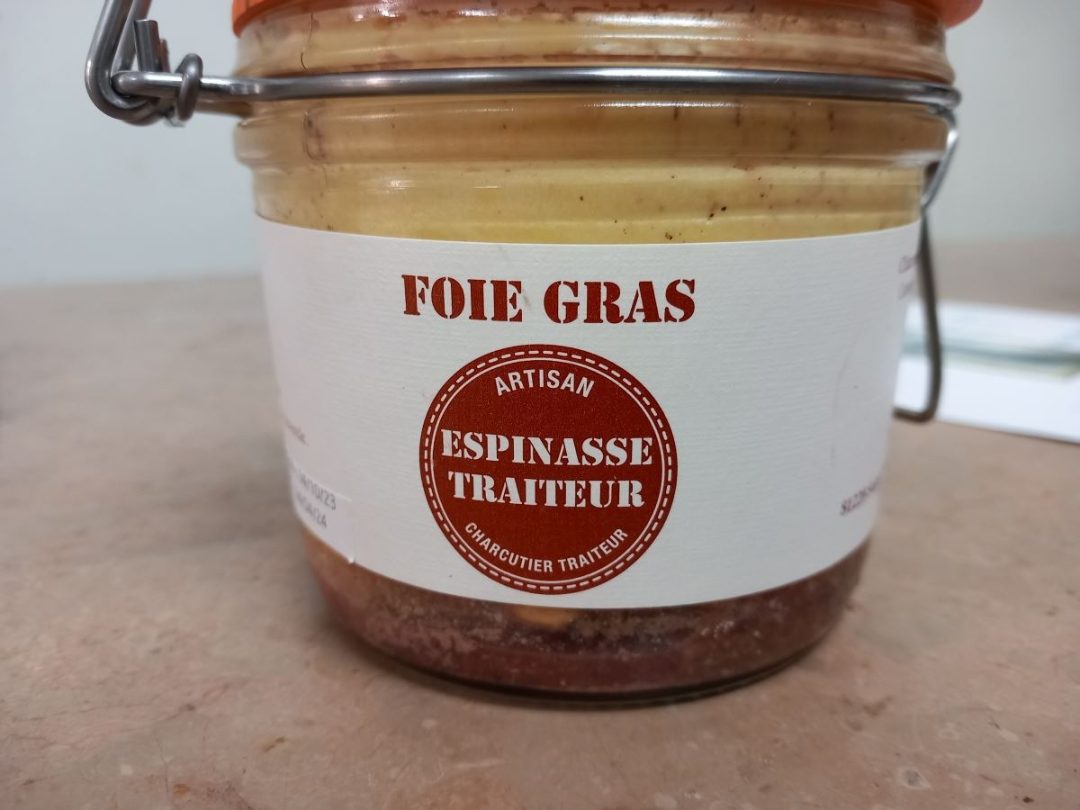 FOIE GRAS
ARTISAN
ESPINASSE
TRAITEUR
CHARCUTIER TRAITEUR